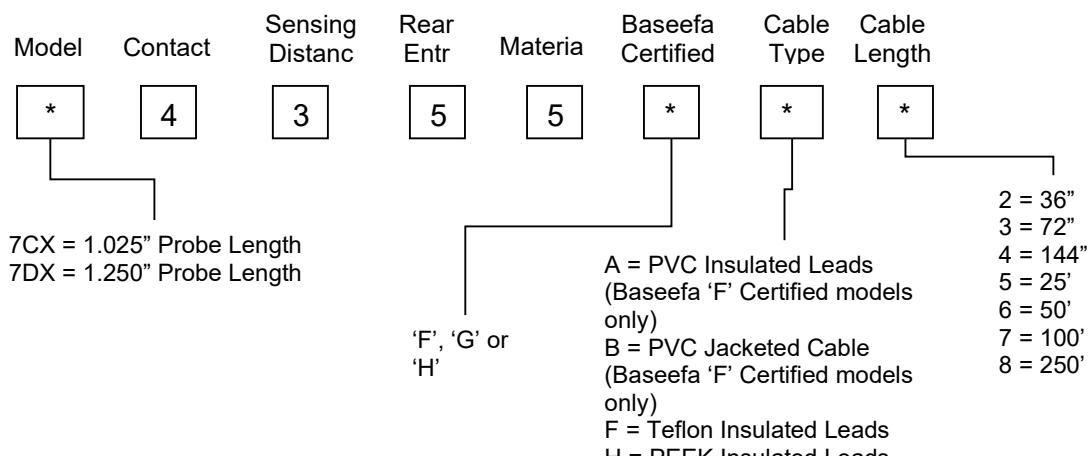 Model Contact Sensing Distanc Rear Entr Materia Baseefa Certified Cable Type Cable Length
* 4 3 5 5 * * *
7CX = 1.025” Probe Length
7DX = 1.250” Probe Length
‘F’, ‘G’ or
‘H’
A = PVC Insulated Leads
(Baseefa ‘F’ Certified models
only)
B = PVC Jacketed Cable
(Baseefa ‘F’ Certified models
only)
F = Teflon Insulated Leads
H = PEEK Insulated Leads
2 = 36”
3 = 72”
4 = 144”
5 = 25’
6 = 50’
7 = 100’
8 = 250’